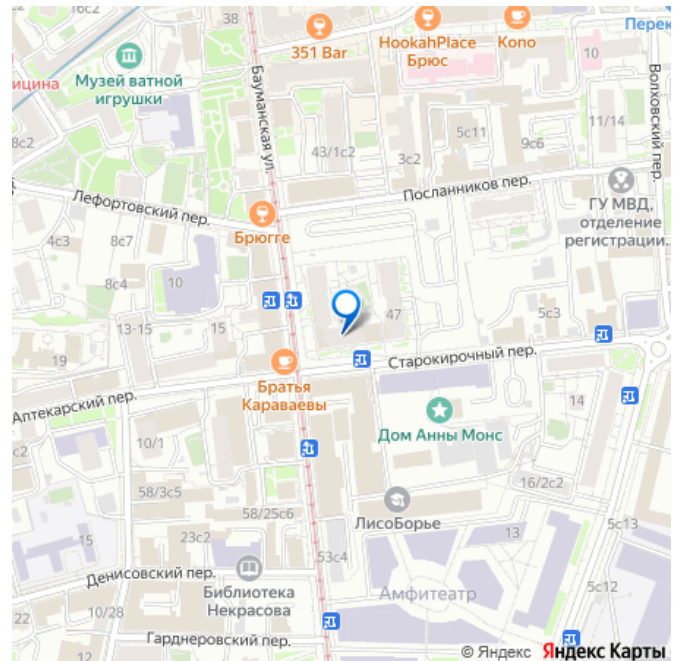 38
351 Bar
HookahPlace
Брюс
Коno
Перек
Музей ватной
игрушки
ицина
8с2
Бауманская ул.
43/1с2
3с2
5с11
9с6
10
11/14
Волховский пер.
Лефортовский пер.
Посланников пер.
ГУ МВД,
отделение
регистрации...
Брюгге
4с3
8с7
8с4
10
13-15
15
19
47
5с3
Старокирочный пер.
Братья
Караваевы
Аптекарский пер.
с2
10/1
Дом Анны Монс
14
58/3с5
58/25с6
16/2с2
15
23с2
53с4
ЛисоБорье
13
5с13
Денисовский пер.
Библиотека
Некрасова
Амфитеатр
5с12
10/28
Гарднеровский пер.
12
© Яндекс Яндекс Карты